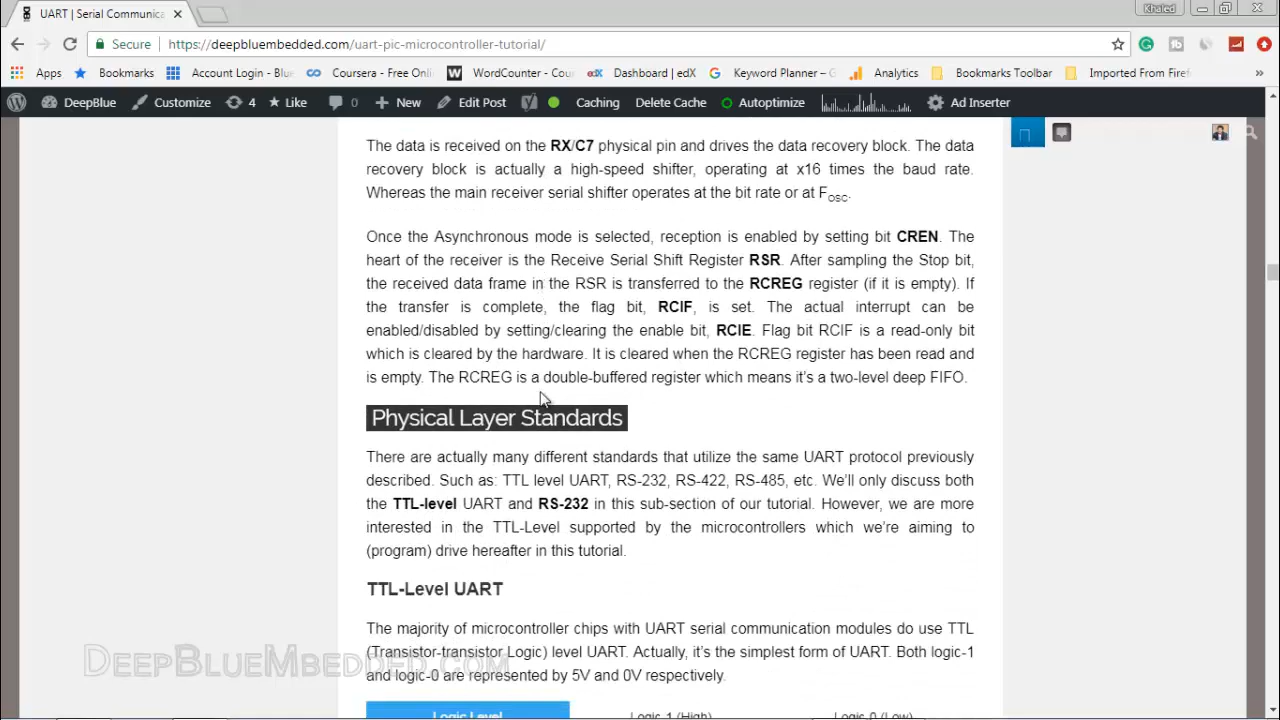 UART | Serial Communica
Khaled
Secure
https://deepbluembedded.com/uart-pic-microcontroller-tutorial/
Apps
Bookmarks
Account Login - Blue
Coursera - Free Onli
WordCounter - Cou
Dashboard | edX
Keyword Planner –
Analytics
Bookmarks Toolbar
Imported From Firef
»
DeepBlue
Customize
4
Like
0
New
Edit Post
Caching
Delete Cache
Autoptimize
Ad Inserter
The data is received on the RX/C7 physical pin and drives the data recovery block. The data
recovery block is actually a high-speed shifter, operating at x16 times the baud rate.
Whereas the main receiver serial shifter operates at the bit rate or at FOSC.
Once the Asynchronous mode is selected, reception is enabled by setting bit CREN. The
heart of the receiver is the Receive Serial Shift Register RSR. After sampling the Stop bit,
the received data frame in the RSR is transferred to the RCREG register (if it is empty). If
the transfer is complete, the flag bit, RCIF, is set. The actual interrupt can be
enabled/disabled by setting/clearing the enable bit, RCIE. Flag bit RCIF is a read-only bit
which is cleared by the hardware. It is cleared when the RCREG register has been read and
is empty. The RCREG is a double-buffered register which means it’s a two-level deep FIFO.
Physical Layer Standards
There are actually many different standards that utilize the same UART protocol previously
described. Such as: TTL level UART, RS-232, RS-422, RS-485, etc. We’ll only discuss both
the TTL-level UART and RS-232 in this sub-section of our tutorial. However, we are more
interested in the TTL-Level supported by the microcontrollers which we’re aiming to
(program) drive hereafter in this tutorial.
TTL-Level UART
The majority of microcontroller chips with UART serial communication modules do use TTL
(Transistor-transistor Logic) level UART. Actually, it’s the simplest form of UART. Both logic-1
and logic-0 are represented by 5V and 0V respectively.
DeepBlueMbedded.com
Logic Level
Logic-1 (High)
Logic-0 (Low)